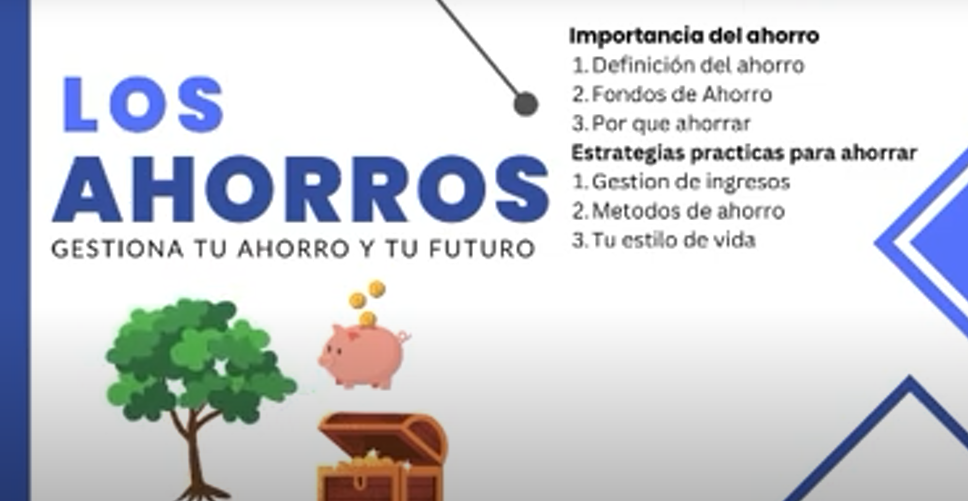 LOS
AHORROS
GESTIONA TU AHORRO Y TU FUTURO
Importancia del ahorro
1. Definición del ahorro
2. Fondos de Ahorro
3. Por que ahorrar
Estrategias practicas para ahorrar
1. Gestion de ingresos
2. Metodos de ahorro
3. Tu estilo de vida